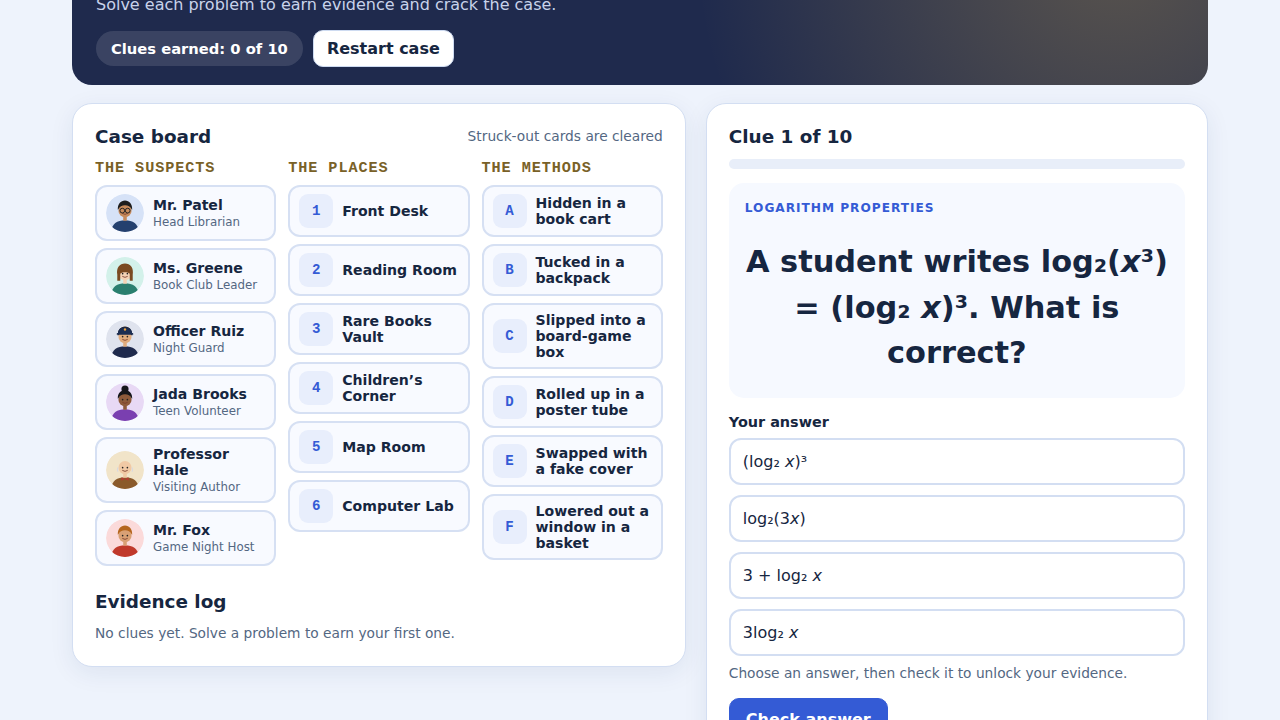 Solve each problem to earn evidence and crack the case.
Clues earned: 0 of 10
Restart case
Case board
Struck-out cards are cleared
THE SUSPECTS
Mr. Patel
Head Librarian
Ms. Greene
Book Club Leader
Officer Ruiz
Night Guard
Jada Brooks
Teen Volunteer
Professor
Hale
Visiting Author
Mr. Fox
Game Night Host
THE PLACES
1 Front Desk
2 Reading Room
3 Rare Books
Vault
4 Children’s
Corner
5 Map Room
6 Computer Lab
THE METHODS
A Hidden in a
book cart
B Tucked in a
backpack
C Slipped into a
board-game
box
D Rolled up in a
poster tube
E Swapped with
a fake cover
F Lowered out a
window in a
basket
Evidence log
No clues yet. Solve a problem to earn your first one.
Clue 1 of 10
LOGARITHM PROPERTIES
A student writes log₂(x³)
= (log₂ x)³. What is
correct?
Your answer
(log₂ x)³
log₂(3x)
3 + log₂ x
3log₂ x
Choose an answer, then check it to unlock your evidence.
Check answer